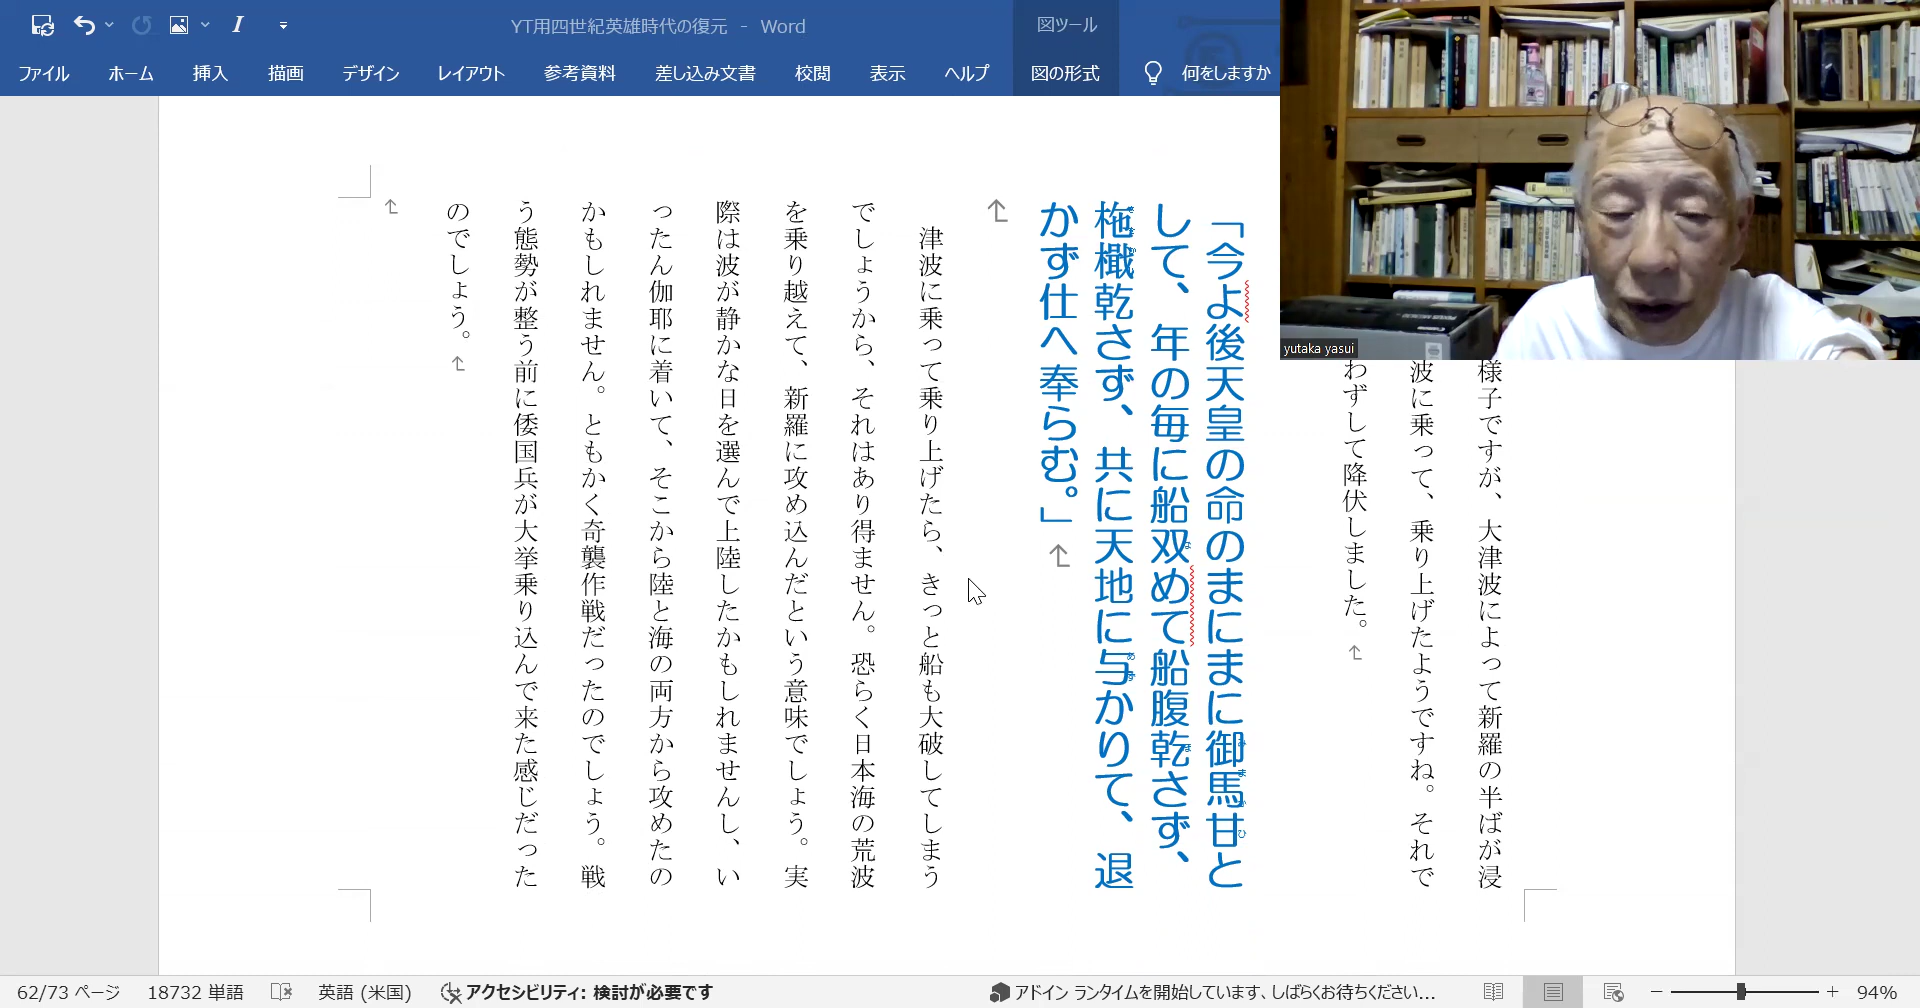 YT用四世紀英雄時代の復元 - Word
図ツール
ファイル
ホーム
挿入
描画
デザイン
レイアウト
参考資料
差し込み文書
校閲
表示
ヘルプ
図の形式
何をしますか
yutaka yasui
様子ですが、大津波によって新羅の半ばが浸
波に乗って、乗り上げたようですね。それで
わずして降伏しました。
「今よ後天皇の命のまにまに御馬甘と
して、年の毎に船双めて船腹乾さず、
柂檝乾さず、共に天地に与かりて、退
かず仕へ奉らむ。」
津波に乗って乗り上げたら、きっと船も大破してしまう
でしょうから、それはあり得ません。恐らく日本海の荒波
を乗り越えて、新羅に攻め込んだという意味でしょう。実
際は波が静かな日を選んで上陸したかもしれませんし、い
ったん伽耶に着いて、そこから陸と海の両方から攻めたの
かもしれません。ともかく奇襲作戦だったのでしょう。戦
う態勢が整う前に倭国兵が大挙乗り込んで来た感じだった
のでしょう。
62/73 ページ
18732 単語
英語 (米国)
アクセシビリティ: 検討が必要です
アドイン ランタイムを開始しています、しばらくお待ちください...
94%